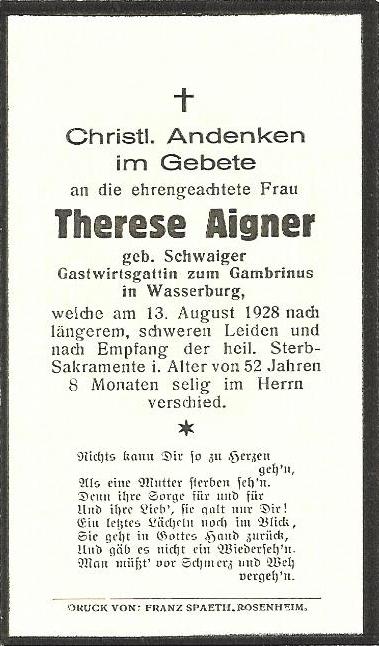 Christl. Andenken
im Gebete
an die ehrengeachtete Frau
Therese Aigner
geb. Schwaiger
Gastwirtsgattin zum Gambrinus
in Wasserburg,
welche am 13. August 1928 nach
längerem, schweren Leiden und
nach Empfang der heil. Sterb-
Sakramente i. Alter von 52 Jahren
8 Monaten selig im Herrn
verschied.
Nichts kann Dir so zu Herzen
geh'n,
Als eine Mutter sterben seh'n.
Denn ihre Sorge für und für
Und ihre Lieb', sie galt nur Dir!
Ein letztes Lächeln noch im Blick,
Sie geht in Gottes Hand zurück,
Und gäb es nicht ein Wiederseh'n.
Man müßt' vor Schmerz und Weh
vergeh'n.
DRUCK VON: FRANZ SPAETH, ROSENHEIM.